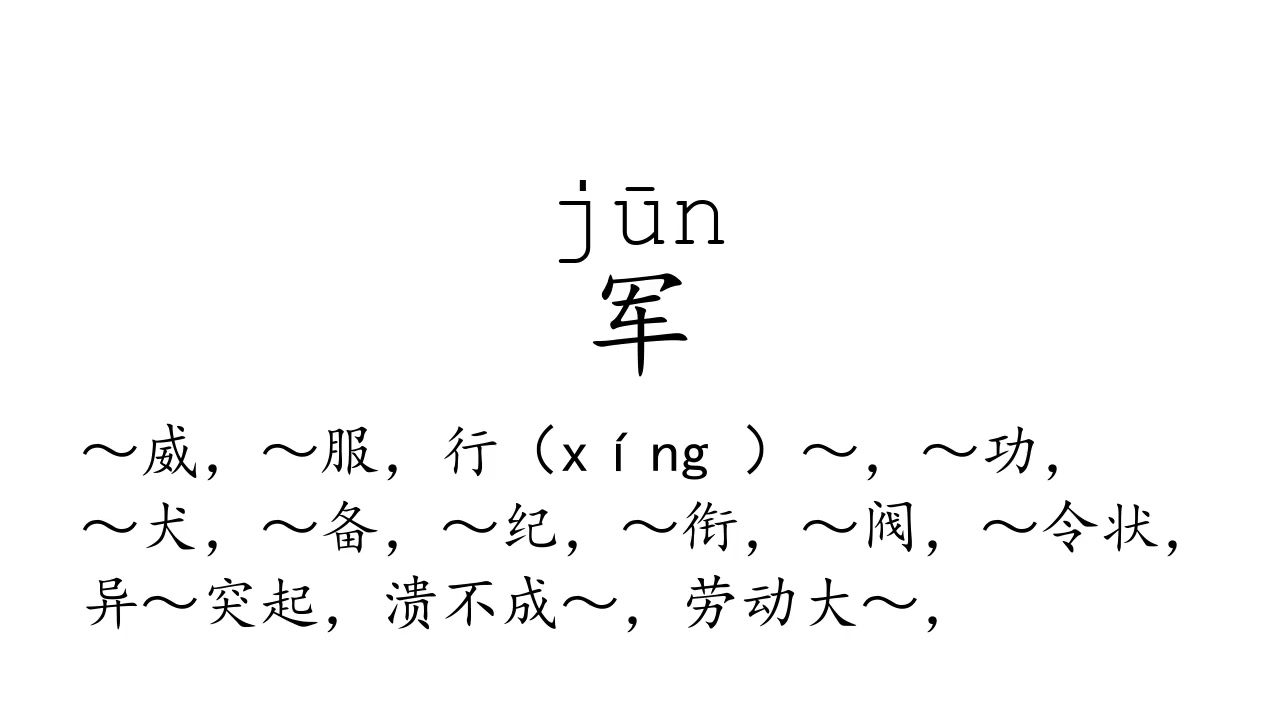 jūn
军
～威，～服，行（xíng ）～，～功，
～犬，～备，～纪，～衔，～阀，～令状，
异～突起，溃不成～，劳动大～，